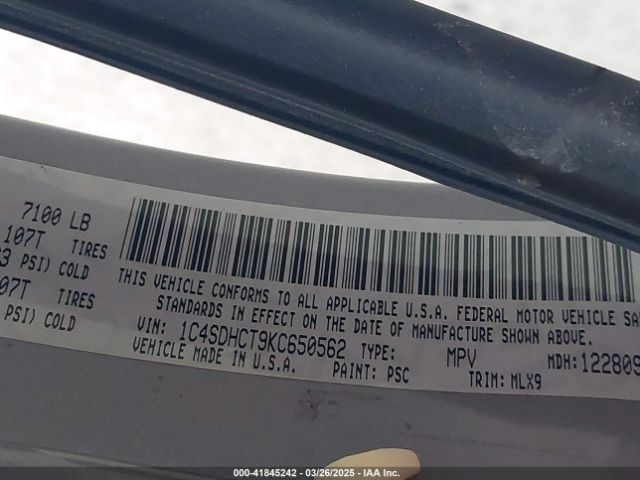 7100 LB
107T TIRES
3 PSI) COLD
07T TIRES
PSI) COLD
THIS VEHICLE CONFORMS TO ALL APPLICABLE U.S.A. FEDERAL MOTOR VEHICLE SA
STANDARDS IN EFFECT ON THE DATE OF MANUFACTURE SHOWN ABOVE.
VIN: 1C4SDHCT9KC650562 TYPE: MPV MDH: 122809
VEHICLE MADE IN U.S.A. PAINT: PSC TRIM: MLX9
000-41845242 - 03/26/2025 - IAA Inc.